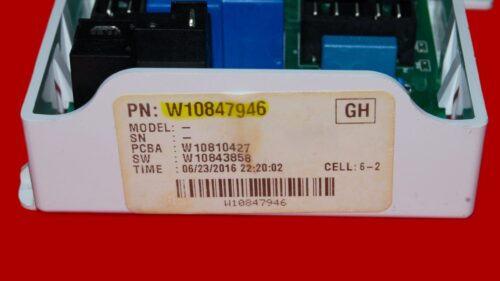 PN: W10847946
GH
MODEL: –
SN : –
PCBA : W10810427
SW : W10843858
TIME : 06/23/2016 22:20:02 CELL: 6-2
W10847946